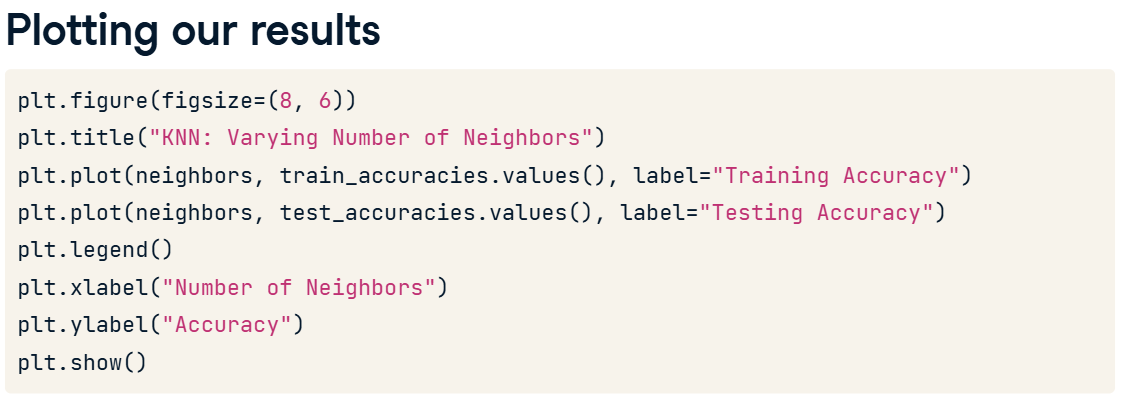 Plotting our results
plt.figure(figsize=(8, 6))
plt.title("KNN: Varying Number of Neighbors")
plt.plot(neighbors, train_accuracies.values(), label="Training Accuracy")
plt.plot(neighbors, test_accuracies.values(), label="Testing Accuracy")
plt.legend()
plt.xlabel("Number of Neighbors")
plt.ylabel("Accuracy")
plt.show()